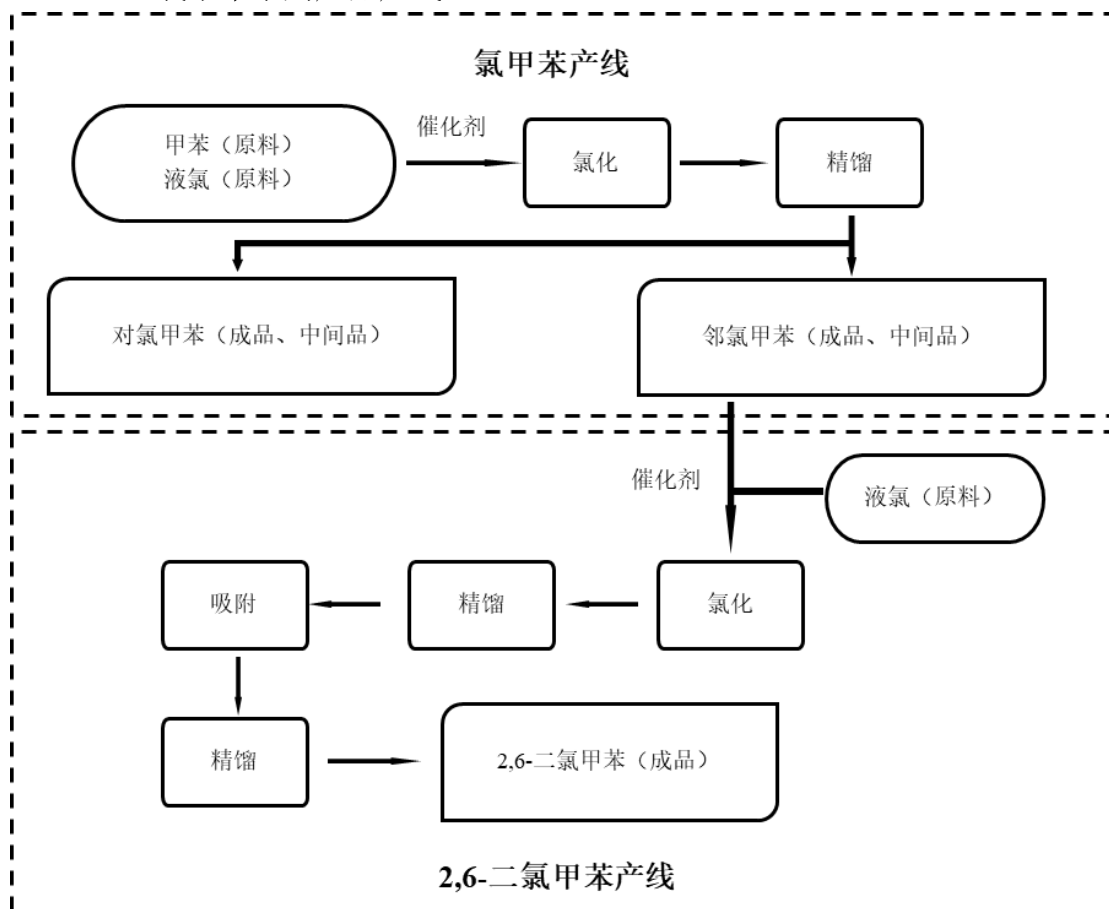 氯甲苯产线
甲苯（原料）
液氯（原料）
催化剂
氯化
精馏
对氯甲苯（成品、中间品）
邻氯甲苯（成品、中间品）
催化剂
液氯（原料）
氯化
精馏
吸附
精馏
2,6-二氯甲苯（成品）
2,6-二氯甲苯产线